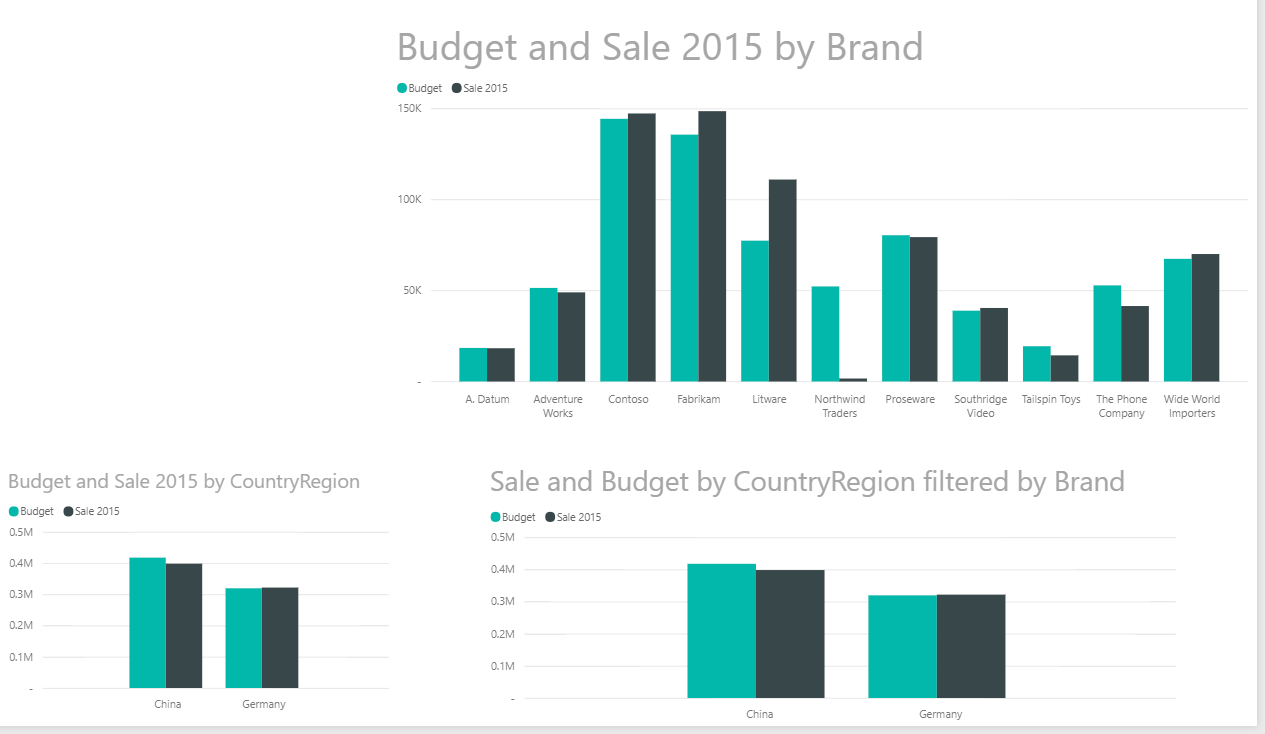 Budget and Sale 2015 by Brand
Budget Sale 2015
150K
100K
50K
-
A. Datum Adventure Contoso Fabrikam Litware Northwind Proseware Southridge Tailspin Toys The Phone Wide World
Works Traders Video Company Importers
Budget and Sale 2015 by CountryRegion
Budget Sale 2015
0.5M
0.4M
0.3M
0.2M
0.1M
-
China Germany
Sale and Budget by CountryRegion filtered by Brand
Budget Sale 2015
0.5M
0.4M
0.3M
0.2M
0.1M
-
China Germany